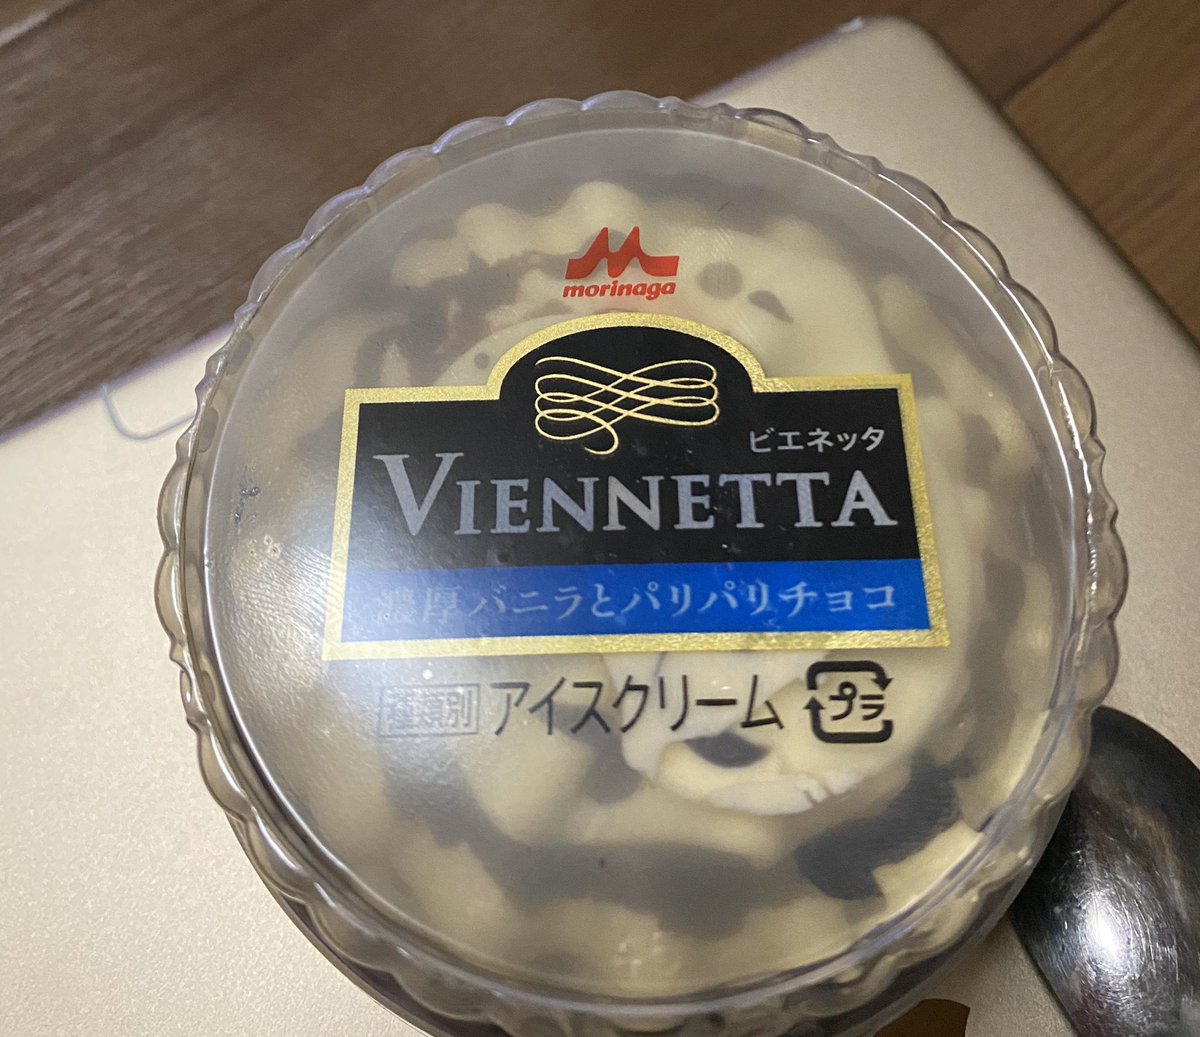 morinaga
ビエネッタ
VIENNETTA
濃厚バニラとパリパリチョコ
種類別 アイスクリーム プラ